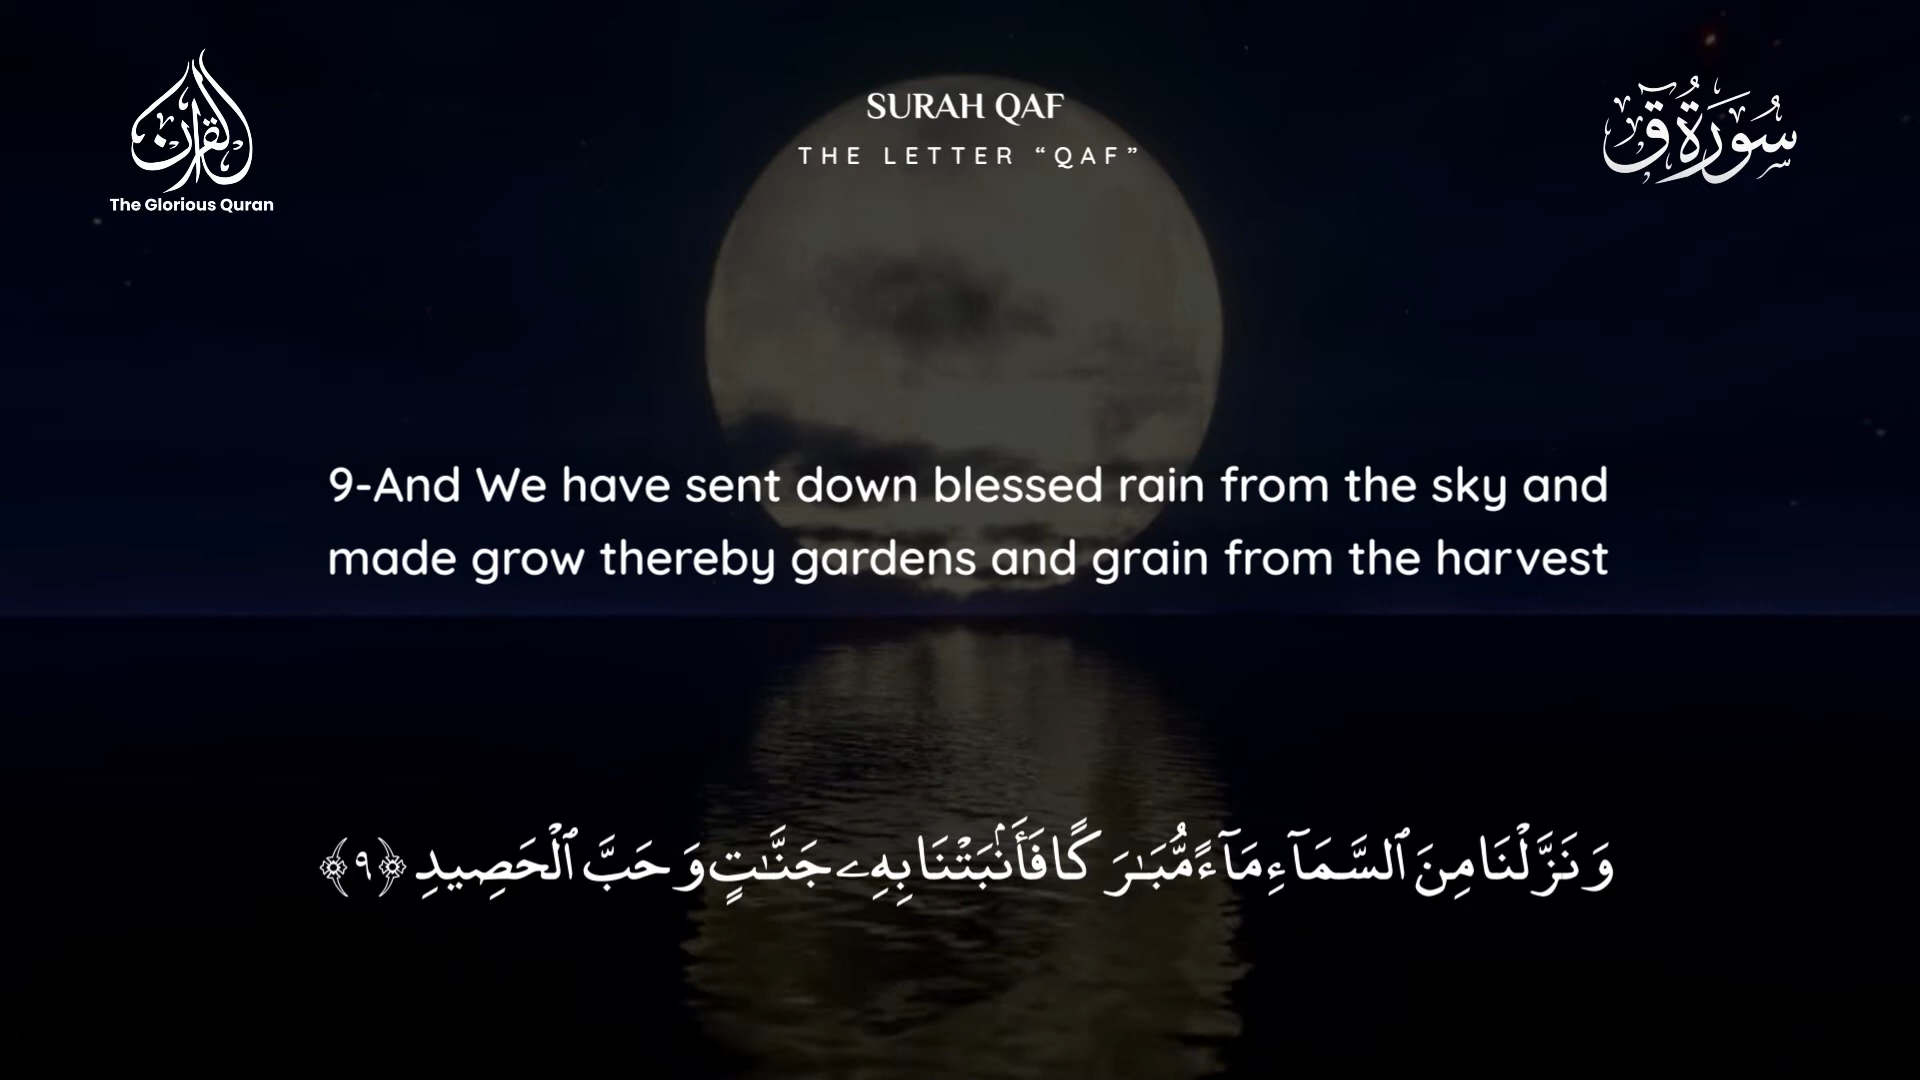 القرآن
The Glorious Quran
SURAH QAF
THE LETTER “QAF”
سُورَةُ قٓ
9-And We have sent down blessed rain from the sky and
made grow thereby gardens and grain from the harvest
وَنَزَّلْنَا مِنَ ٱلسَّمَآءِ مَآءً مُّبَـٰرَكًا فَأَنۢبَتْنَا بِهِۦ جَنَّـٰتٍ وَحَبَّ ٱلْحَصِيدِ ﴿٩﴾